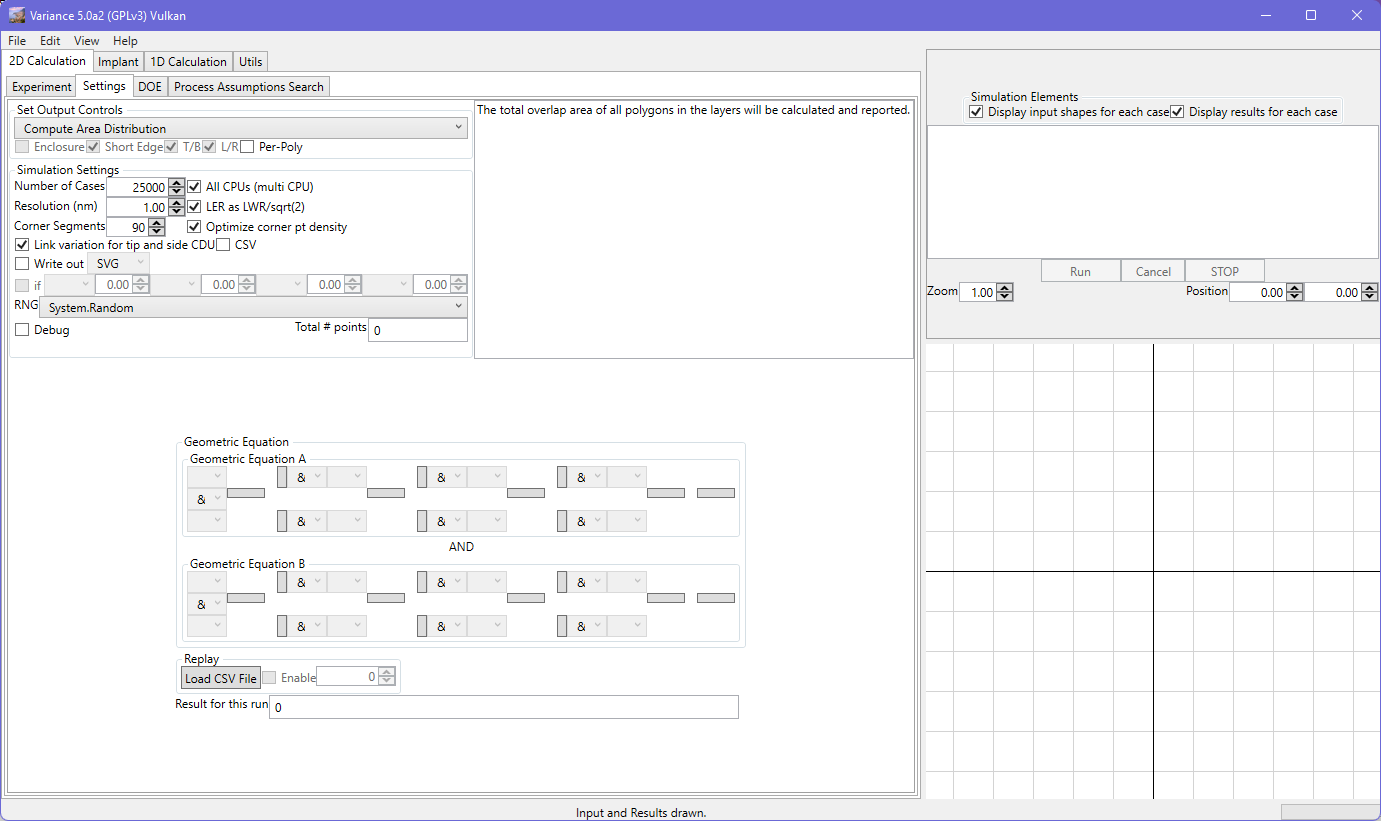 Variance 5.0a2 (GPLv3) Vulkan
File Edit View Help
2D Calculation Implant 1D Calculation Utils
Experiment Settings DOE Process Assumptions Search
Set Output Controls
Compute Area Distribution
Enclosure Short Edge T/B L/R Per-Poly
The total overlap area of all polygons in the layers will be calculated and reported.
Simulation Settings
Number of Cases 25000 All CPUs (multi CPU)
Resolution (nm) 1.00 LER as LWR/sqrt(2)
Corner Segments 90 Optimize corner pt density
Link variation for tip and side CDU CSV
Write out SVG
if 0.00 0.00 0.00 0.00
RNG System.Random
Debug Total # points 0
Geometric Equation
Geometric Equation A
& & &
&
& & &
AND
Geometric Equation B
& & &
&
& & &
Replay
Load CSV File Enable 0
Result for this run 0
Simulation Elements
Display input shapes for each case Display results for each case
Run Cancel STOP
Zoom 1.00 Position 0.00 0.00
Input and Results drawn.